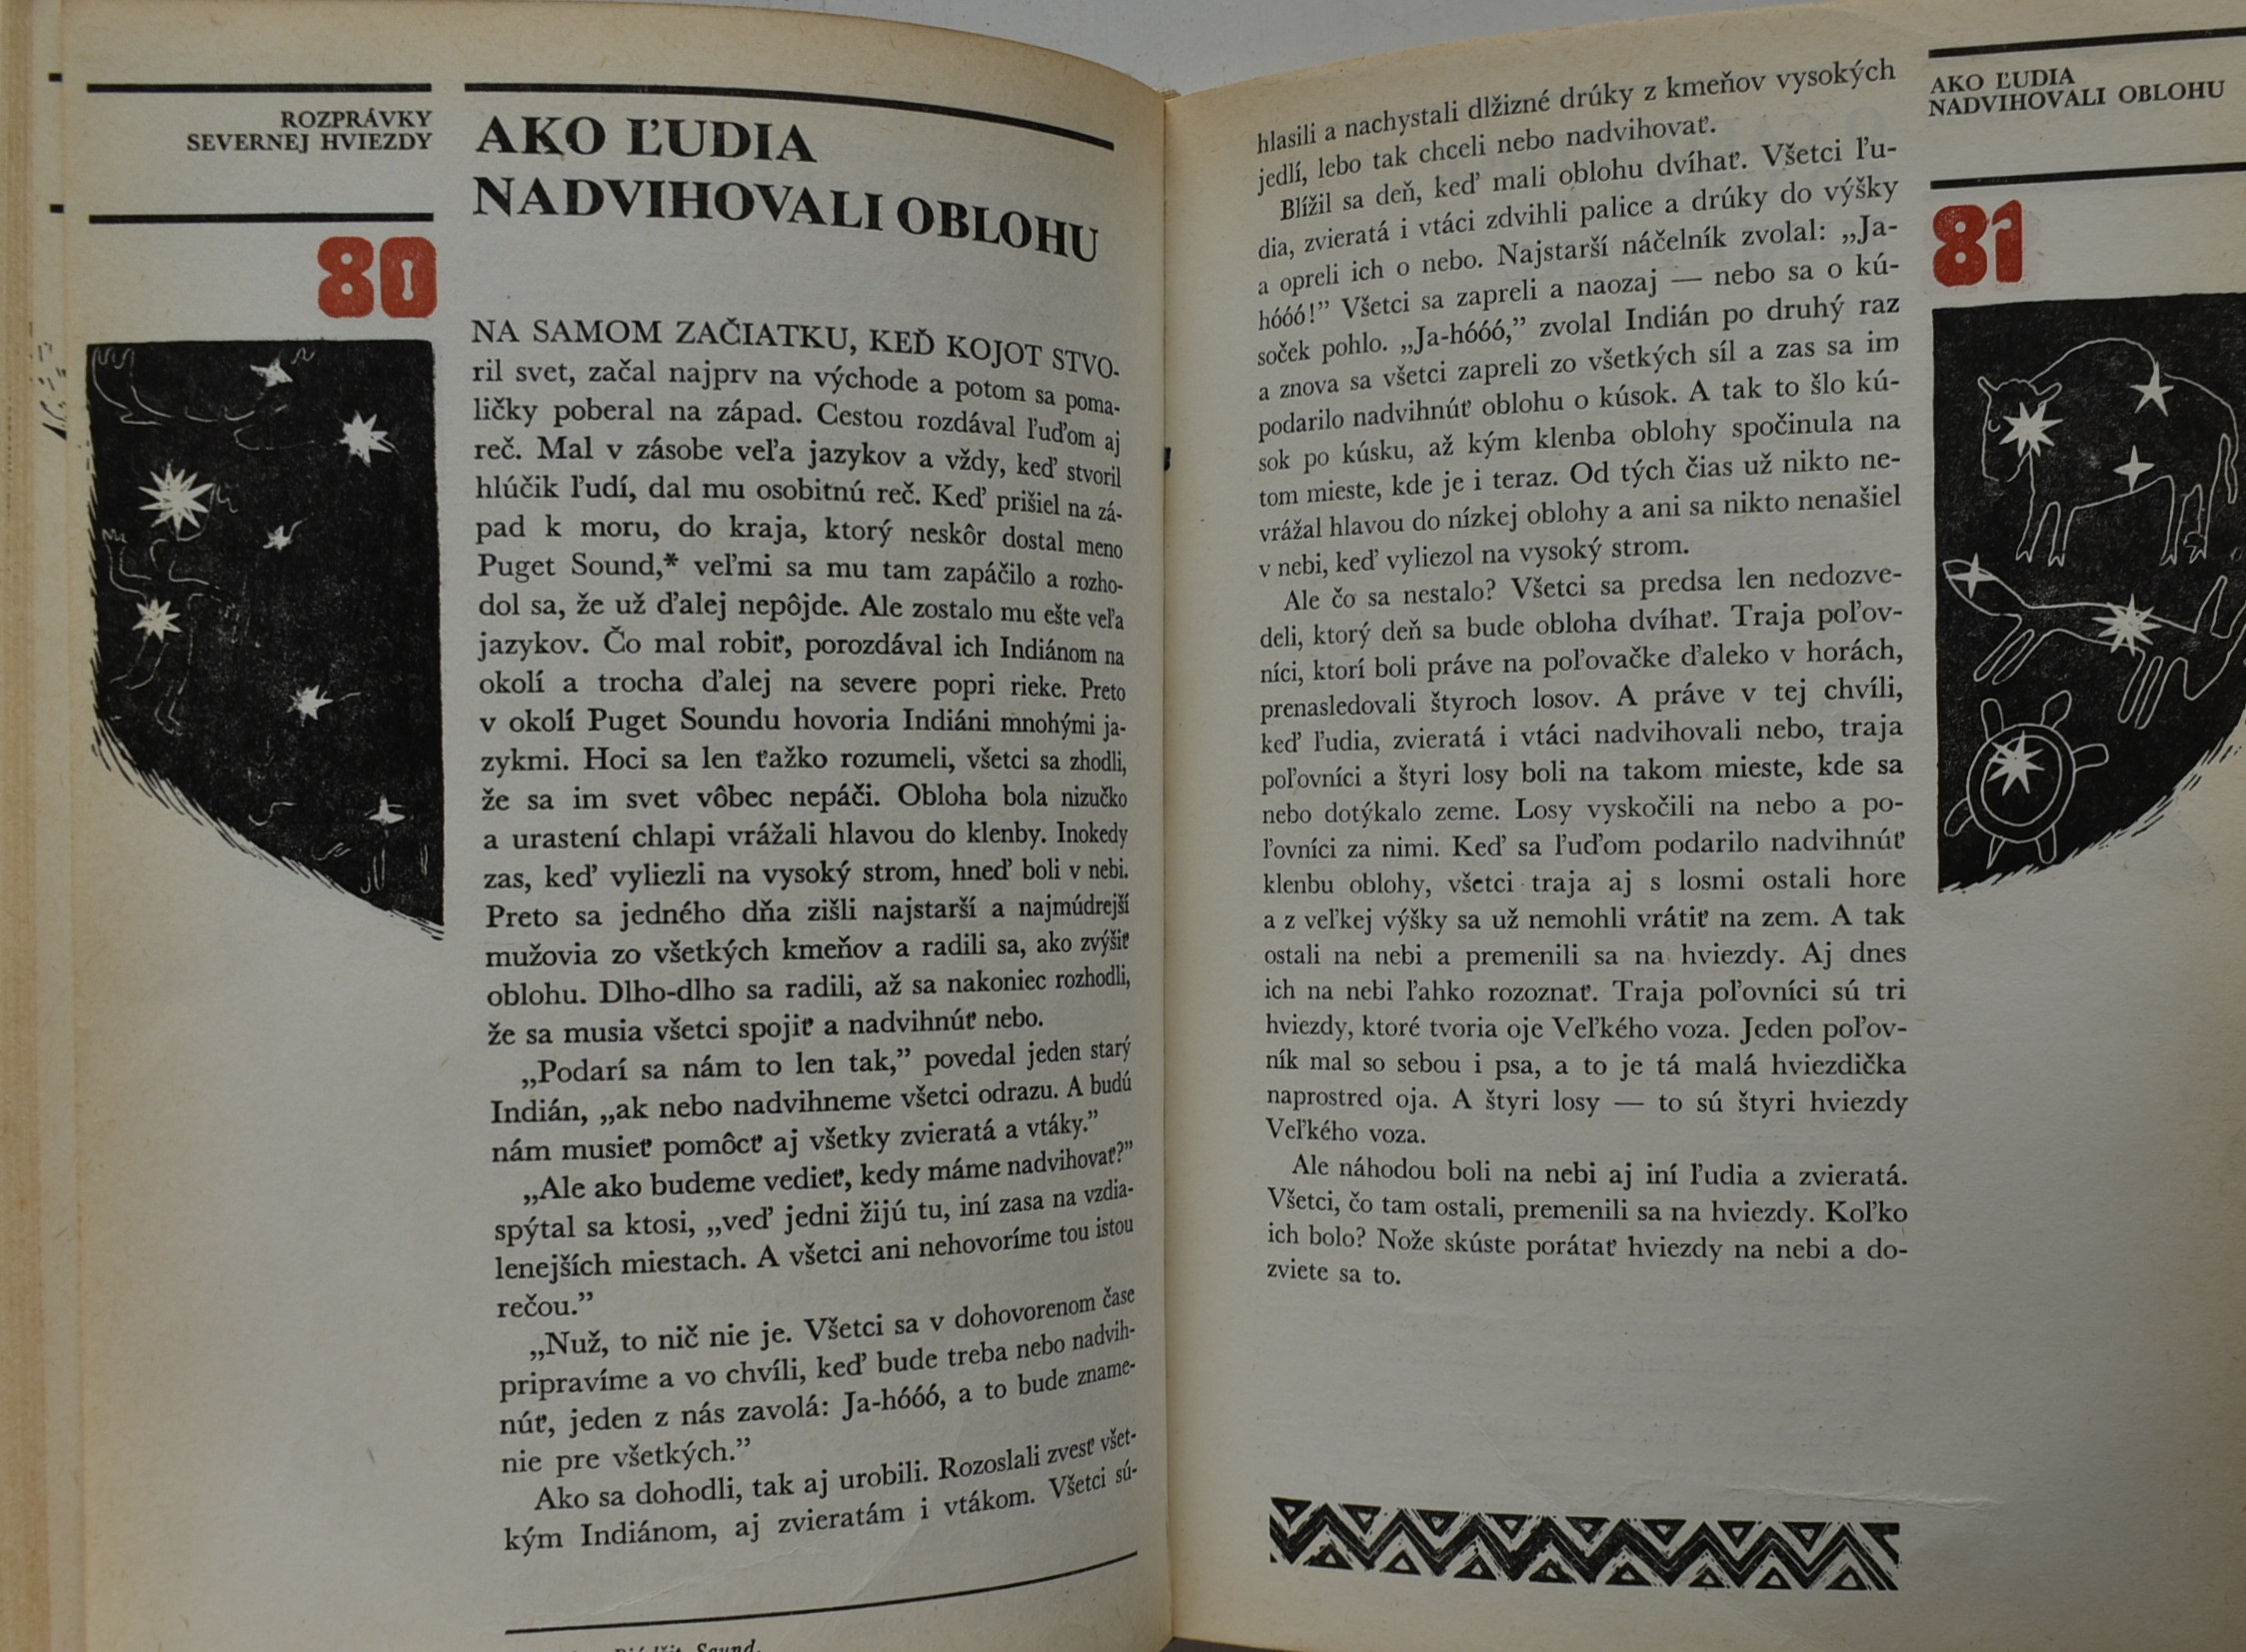 ROZPRÁVKY
SEVERNEJ HVIEZDY
80
AKO ĽUDIA
NADVIHOVALI OBLOHU
NA SAMOM ZAČIATKU, KEĎ KOJOT STVO-
ril svet, začal najprv na východe a potom sa poma-
ličky poberal na západ. Cestou rozdával ľuďom aj
reč. Mal v zásobe veľa jazykov a vždy, keď stvoril
hlúčik ľudí, dal mu osobitnú reč. Keď prišiel na zá-
pad k moru, do kraja, ktorý neskôr dostal meno
Puget Sound,* veľmi sa mu tam zapáčilo a rozho-
dol sa, že už ďalej nepôjde. Ale zostalo mu ešte veľa
jazykov. Čo mal robiť, porozdával ich Indiánom na
okolí a trocha ďalej na severe popri rieke. Preto
v okolí Puget Soundu hovoria Indiáni mnohými ja-
zykmi. Hoci sa len ťažko rozumeli, všetci sa zhodli,
že sa im svet vôbec nepáči. Obloha bola nizučko
a urastení chlapi vrážali hlavou do klenby. Inokedy
zas, keď vyliezli na vysoký strom, hneď boli v nebi.
Preto sa jedného dňa zišli najstarší a najmúdrejší
mužovia zo všetkých kmeňov a radili sa, ako zvýšiť
oblohu. Dlho-dlho sa radili, až sa nakoniec rozhodli,
že sa musia všetci spojiť a nadvihnúť nebo.
„Podarí sa nám to len tak,” povedal jeden starý
Indián, „ak nebo nadvihneme všetci odrazu. A budú
nám musieť pomôcť aj všetky zvieratá a vtáky.”
„Ale ako budeme vedieť, kedy máme nadvihovať?”
spýtal sa ktosi, „veď jedni žijú tu, iní zasa na vzdia-
lenejších miestach. A všetci ani nehovoríme tou istou
rečou.”
„Nuž, to nič nie je. Všetci sa v dohovorenom čase
pripravíme a vo chvíli, keď bude treba nebo nadvih-
núť, jeden z nás zavolá: Ja-hóóó, a to bude zname-
nie pre všetkých.”
Ako sa dohodli, tak aj urobili. Rozoslali zvesť všet-
kým Indiánom, aj zvieratám i vtákom. Všetci sú-
Saund.
hlasili a nachystali dlžizné drúky z kmeňov vysokých
jedlí, lebo tak chceli nebo nadvihovať.
Blížil sa deň, keď mali oblohu dvíhať. Všetci ľu-
dia, zvieratá i vtáci zdvihli palice a drúky do výšky
a opreli ich o nebo. Najstarší náčelník zvolal: „Ja-
hóóó!” Všetci sa zapreli a naozaj — nebo sa o kú-
soček pohlo. „Ja-hóóó,” zvolal Indián po druhý raz
a znova sa všetci zapreli zo všetkých síl a zas sa im
podarilo nadvihnúť oblohu o kúsok. A tak to šlo kú-
sok po kúsku, až kým klenba oblohy spočinula na
tom mieste, kde je i teraz. Od tých čias už nikto ne-
vrážal hlavou do nízkej oblohy a ani sa nikto nenašiel
v nebi, keď vyliezol na vysoký strom.
Ale čo sa nestalo? Všetci sa predsa len nedozve-
deli, ktorý deň sa bude obloha dvíhať. Traja poľov-
níci, ktorí boli práve na poľovačke ďaleko v horách,
prenasledovali štyroch losov. A práve v tej chvíli,
keď ľudia, zvieratá i vtáci nadvihovali nebo, traja
poľovníci a štyri losy boli na takom mieste, kde sa
nebo dotýkalo zeme. Losy vyskočili na nebo a po-
ľovníci za nimi. Keď sa ľuďom podarilo nadvihnúť
klenbu oblohy, všetci traja aj s losmi ostali hore
a z veľkej výšky sa už nemohli vrátiť na zem. A tak
ostali na nebi a premenili sa na hviezdy. Aj dnes
ich na nebi ľahko rozoznať. Traja poľovníci sú tri
hviezdy, ktoré tvoria oje Veľkého voza. Jeden poľov-
ník mal so sebou i psa, a to je tá malá hviezdička
naprostred oja. A štyri losy — to sú štyri hviezdy
Veľkého voza.
Ale náhodou boli na nebi aj iní ľudia a zvieratá.
Všetci, čo tam ostali, premenili sa na hviezdy. Koľko
ich bolo? Nože skúste porátať hviezdy na nebi a do-
zviete sa to.
AKO ĽUDIA
NADVIHOVALI OBLOHU
81